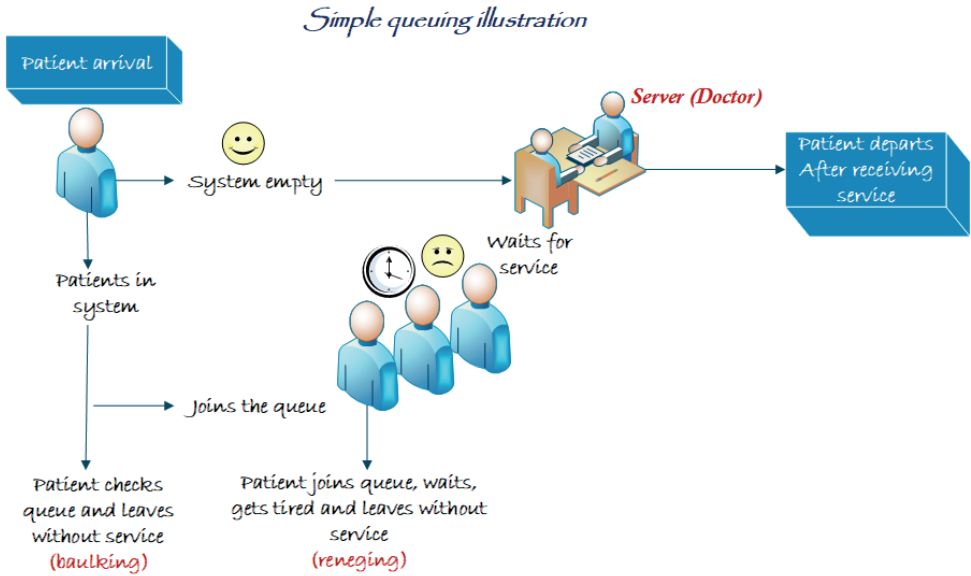 Simple queuing illustration
Patient arrival
Server (Doctor)
System empty
Patient departs
After receiving
service
Waits for
service
Patients in
system
Joins the queue
Patient checks
queue and leaves
without service
(baulking)
Patient joins queue, waits,
gets tired and leaves without
service
(reneging)